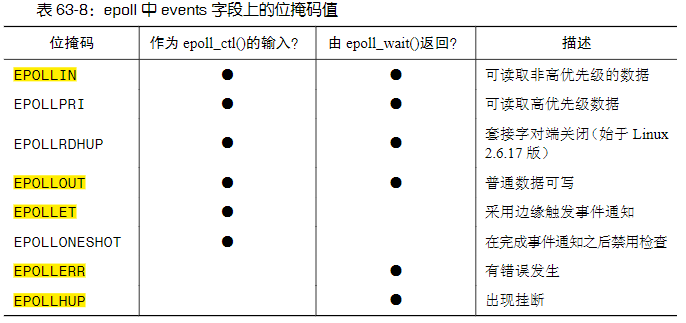 表 63-8：epoll 中 events 字段上的位掩码值
位掩码 作为 epoll_ctl()的输入？ 由 epoll_wait()返回？ 描述
EPOLLIN ● ● 可读取非高优先级的数据
EPOLLPRI ● ● 可读取高优先级数据
EPOLLRDHUP ● ● 套接字对端关闭（始于 Linux
2.6.17 版）
EPOLLOUT ● ● 普通数据可写
EPOLLET ● 采用边缘触发事件通知
EPOLLONESHOT ● 在完成事件通知之后禁用检查
EPOLLERR ● 有错误发生
EPOLLHUP ● 出现挂断